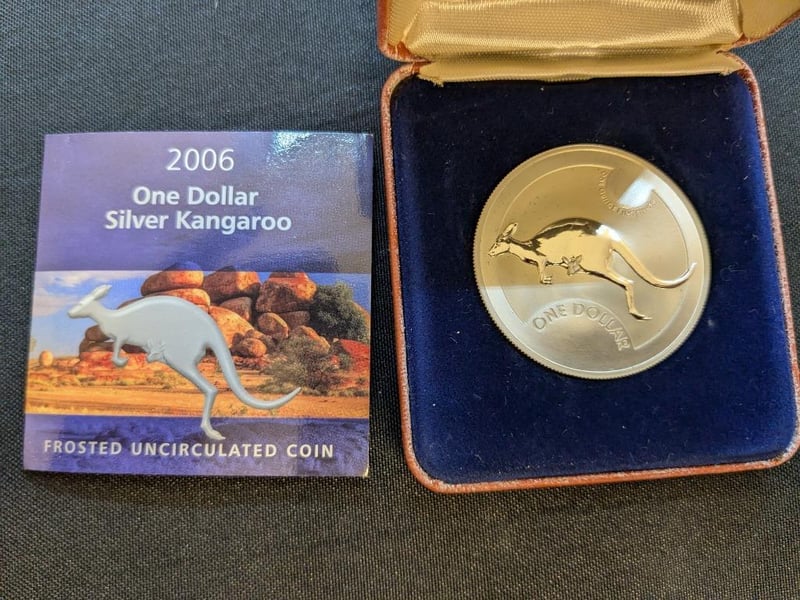 2006
One Dollar
Silver Kangaroo
FROSTED UNCIRCULATED COIN
ONE DOLLAR